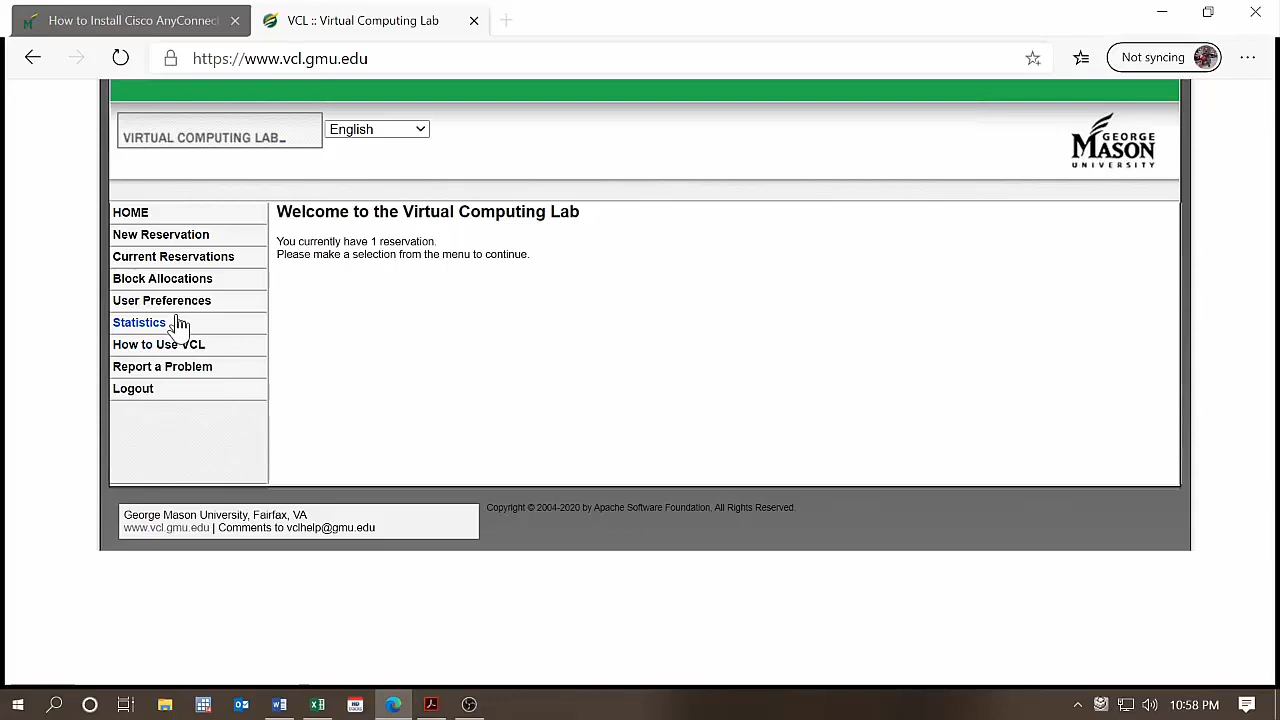 How to Install Cisco AnyConnec
VCL :: Virtual Computing Lab
https://www.vcl.gmu.edu
Not syncing
VIRTUAL COMPUTING LAB_
English
GEORGE
MASON
UNIVERSITY
HOME
New Reservation
Current Reservations
Block Allocations
User Preferences
Statistics
How to Use VCL
Report a Problem
Logout
Welcome to the Virtual Computing Lab
You currently have 1 reservation.
Please make a selection from the menu to continue.
George Mason University, Fairfax, VA
www.vcl.gmu.edu | Comments to vclhelp@gmu.edu
Copyright © 2004-2020 by Apache Software Foundation, All Rights Reserved.
10:58 PM